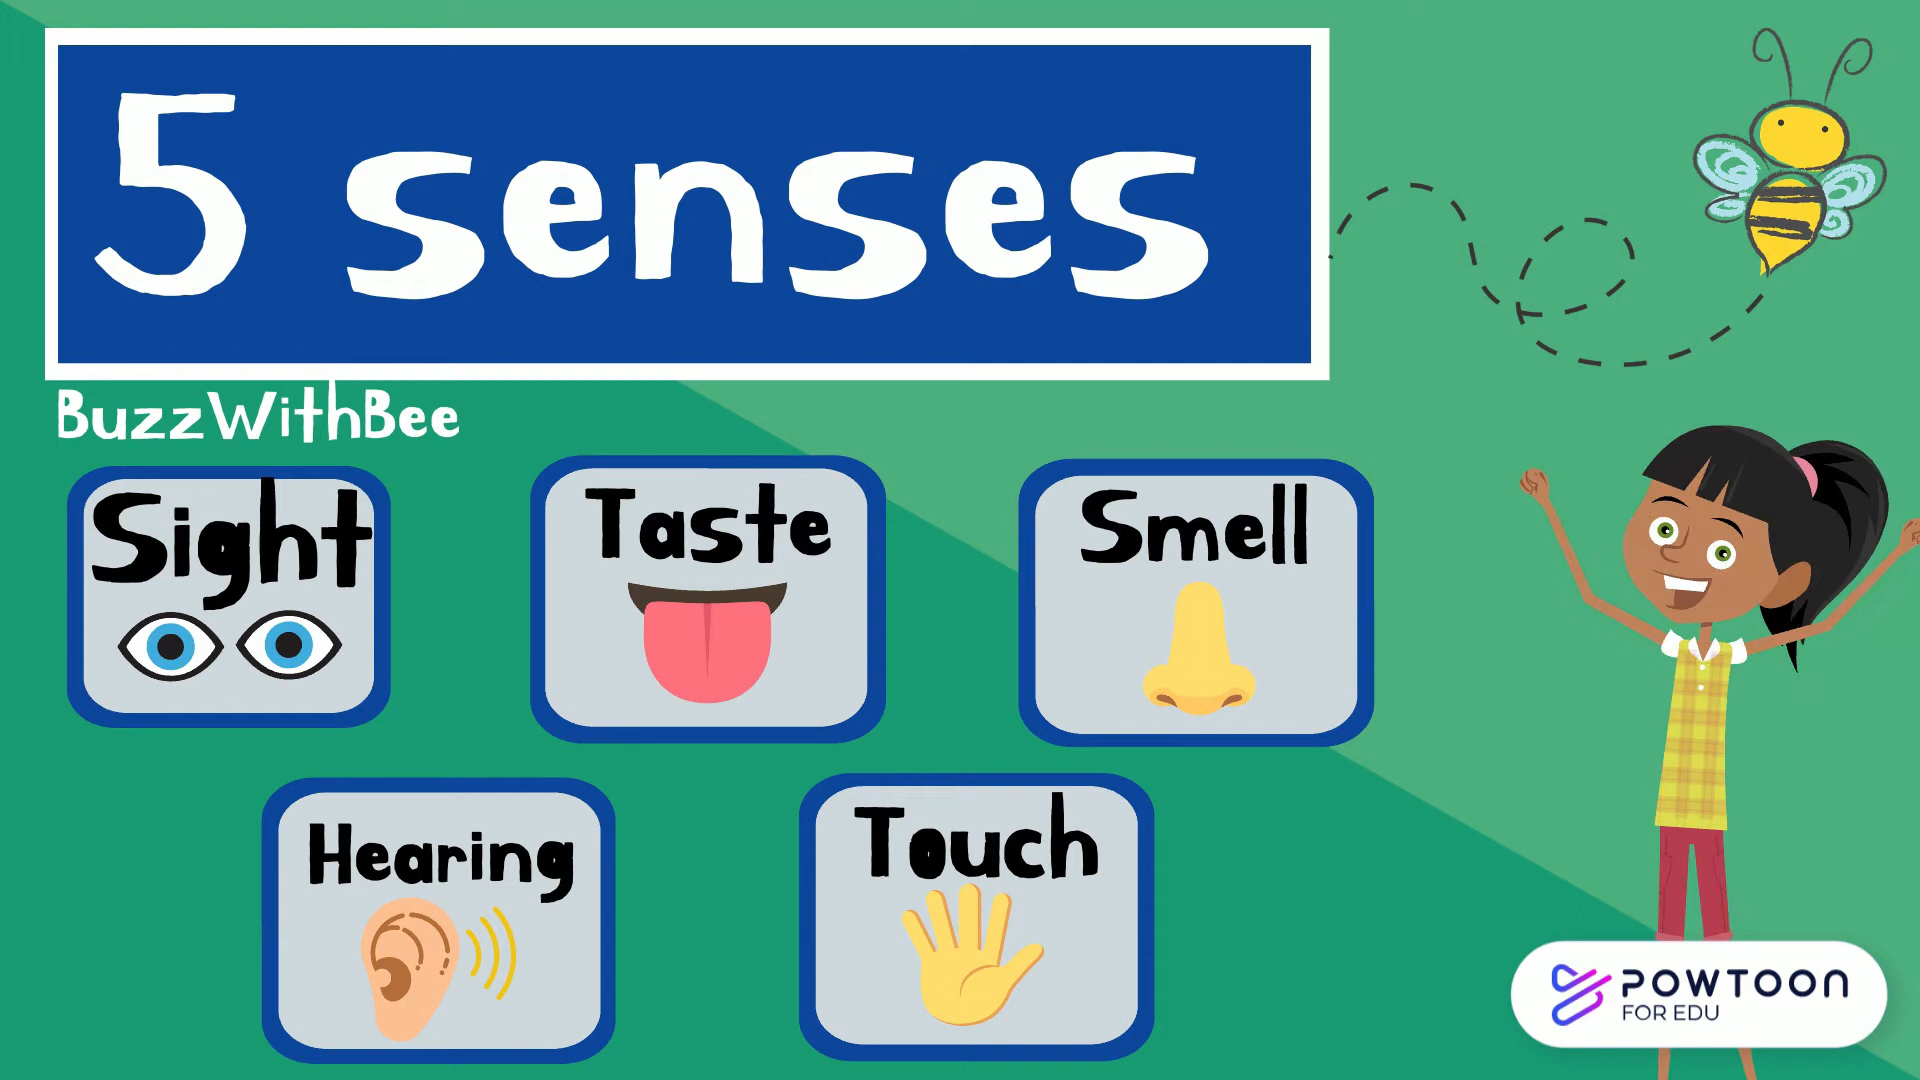 5 senses
BuzzWithBee
Sight
Taste
Smell
Hearing
Touch
POWTOON
FOR EDU